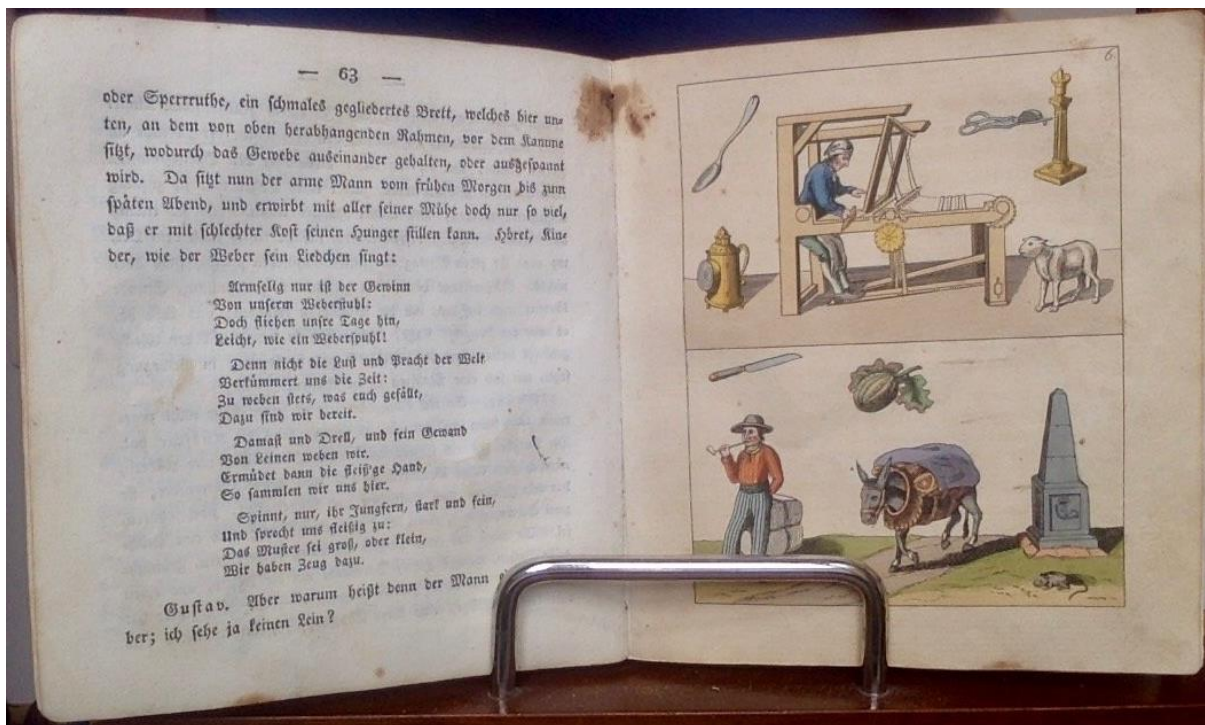 — 63 —
oder Sperrruthe, ein schmales gegliedertes Brett, welches hier un-
ten, an dem von oben herabhangenden Rahmen, vor dem Kamme
sitzt, wodurch das Gewebe auseinander gehalten, oder ausgespannt
wird. Da sitzt nun der arme Mann vom frühen Morgen bis zum
späten Abend, und erwirbt mit aller seiner Mühe doch nur so viel,
daß er mit schlechter Kost seinen Hunger stillen kann. Höret, Kin-
der, wie der Weber sein Liedchen singt:
Armselig nur ist der Gewinn
Von unserm Weberstuhl:
Doch fliehen unsre Tage hin,
Leicht, wie ein Weberspuhl!
Denn nicht die Lust und Pracht der Welt
Verkümmert uns die Zeit:
Zu weben stets, was euch gefällt,
Dazu sind wir bereit.
Damast und Drell, und fein Gewand
Von Leinen weben wir.
Ermüdet dann die fleiß'ge Hand,
So sammlen wir uns hier.
Spinnt, nur, ihr Jungfern, stark und fein,
Und sprecht uns fleißig zu:
Das Muster sei groß, oder klein,
Wir haben Zeug dazu.
Gustav. Aber warum heißt denn der Mann
ber; ich sehe ja keinen Lein?
6.